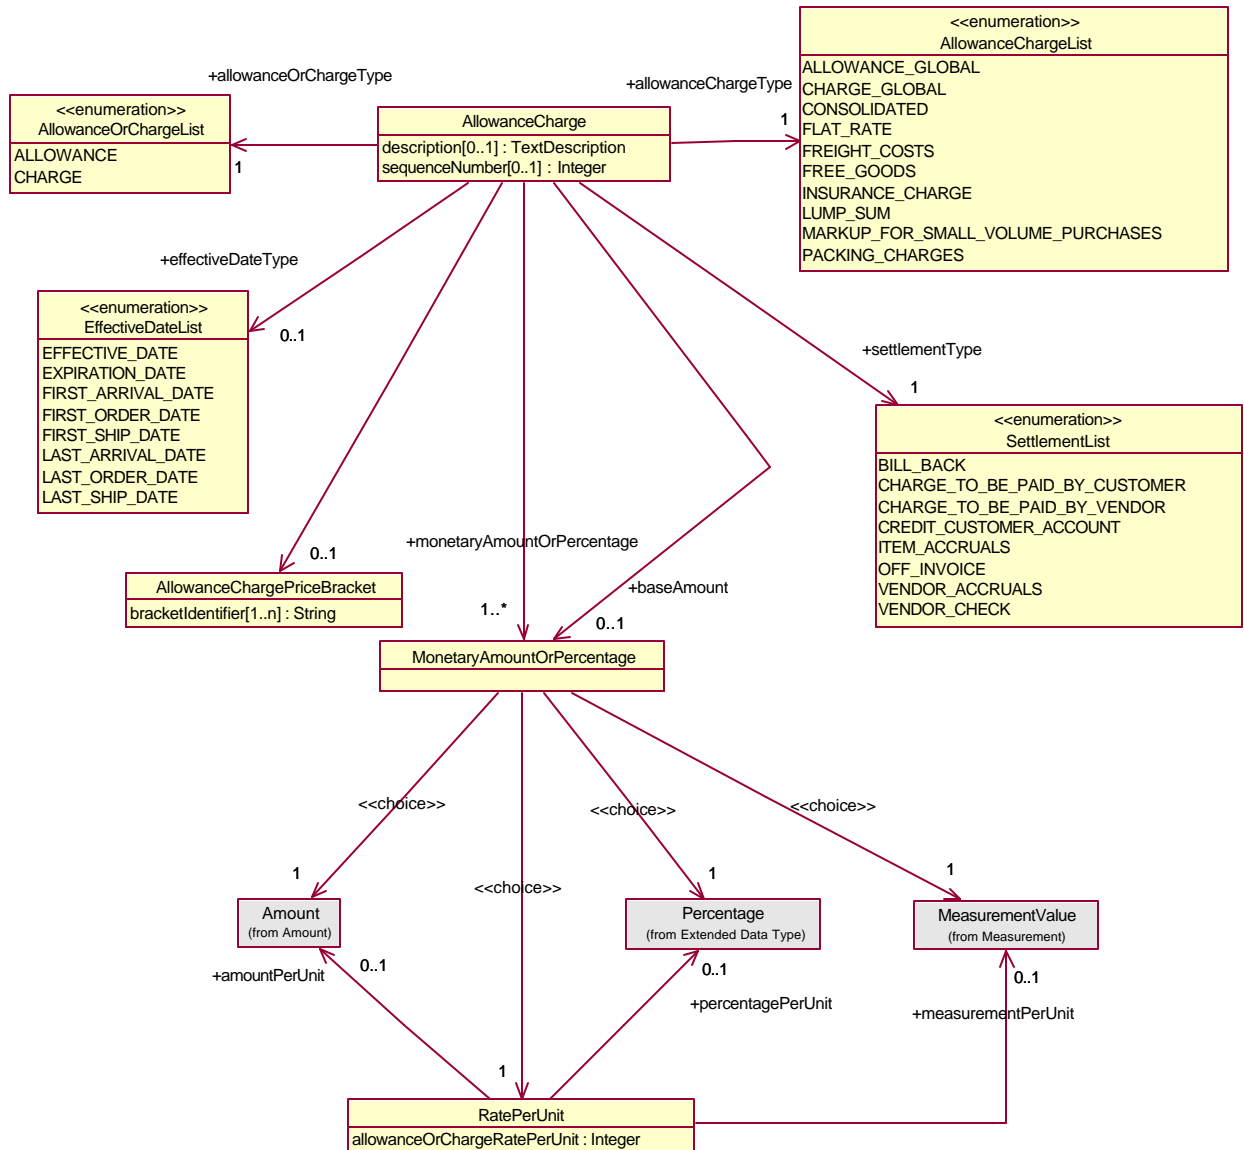 <<enumeration>>
AllowanceChargeList
ALLOWANCE_GLOBAL
CHARGE_GLOBAL
CONSOLIDATED
FLAT_RATE
FREIGHT_COSTS
FREE_GOODS
INSURANCE_CHARGE
LUMP_SUM
MARKUP_FOR_SMALL_VOLUME_PURCHASES
PACKING_CHARGES
+allowanceOrChargeType
+allowanceChargeType
1
<<enumeration>>
AllowanceOrChargeList
ALLOWANCE
CHARGE
1
AllowanceCharge
description[0..1] : TextDescription
sequenceNumber[0..1] : Integer
+effectiveDateType
0..1
<<enumeration>>
EffectiveDateList
EFFECTIVE_DATE
EXPIRATION_DATE
FIRST_ARRIVAL_DATE
FIRST_ORDER_DATE
FIRST_SHIP_DATE
LAST_ARRIVAL_DATE
LAST_ORDER_DATE
LAST_SHIP_DATE
+settlementType
1
<<enumeration>>
SettlementList
BILL_BACK
CHARGE_TO_BE_PAID_BY_CUSTOMER
CHARGE_TO_BE_PAID_BY_VENDOR
CREDIT_CUSTOMER_ACCOUNT
ITEM_ACCRUALS
OFF_INVOICE
VENDOR_ACCRUALS
VENDOR_CHECK
0..1
AllowanceChargePriceBracket
bracketIdentifier[1..n] : String
+monetaryAmountOrPercentage
1..*
+baseAmount
0..1
MonetaryAmountOrPercentage
<<choice>>
<<choice>>
<<choice>>
<<choice>>
1
1
1
Amount
(from Amount)
Percentage
(from Extended Data Type)
MeasurementValue
(from Measurement)
+amountPerUnit
0..1
0..1
+percentagePerUnit
0..1
+measurementPerUnit
1
RatePerUnit
allowanceOrChargeRatePerUnit : Integer